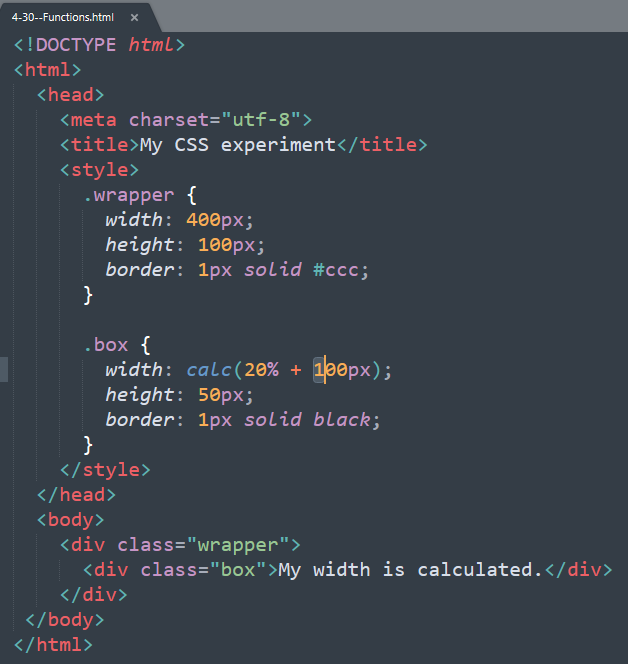 4-30--Functions.html ×
<!DOCTYPE html>
<html>
  <head>
    <meta charset="utf-8">
    <title>My CSS experiment</title>
    <style>
      .wrapper {
        width: 400px;
        height: 100px;
        border: 1px solid #ccc;
      }

      .box {
        width: calc(20% + 100px);
        height: 50px;
        border: 1px solid black;
      }
    </style>
  </head>
  <body>
    <div class="wrapper">
      <div class="box">My width is calculated.</div>
    </div>
 </body>
</html>